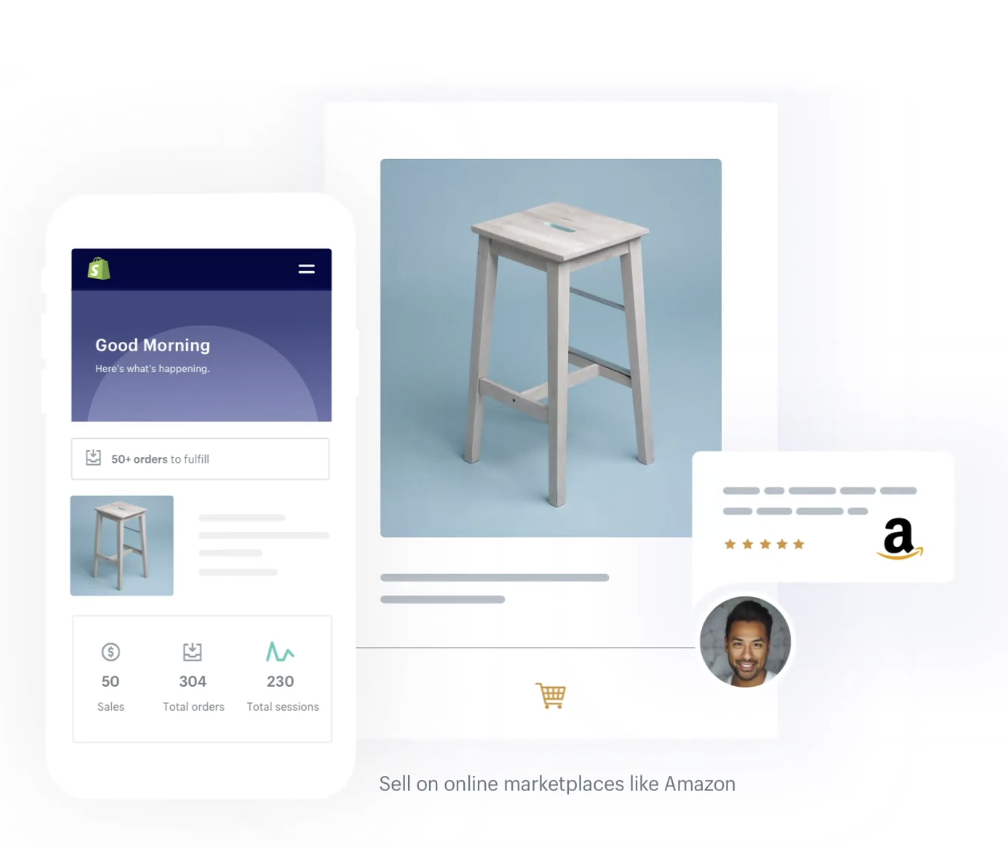 Good Morning
Here's what's happening.
50+ orders to fulfill
50
304
230
Sales
Total orders
Total sessions
a
Sell on online marketplaces like Amazon